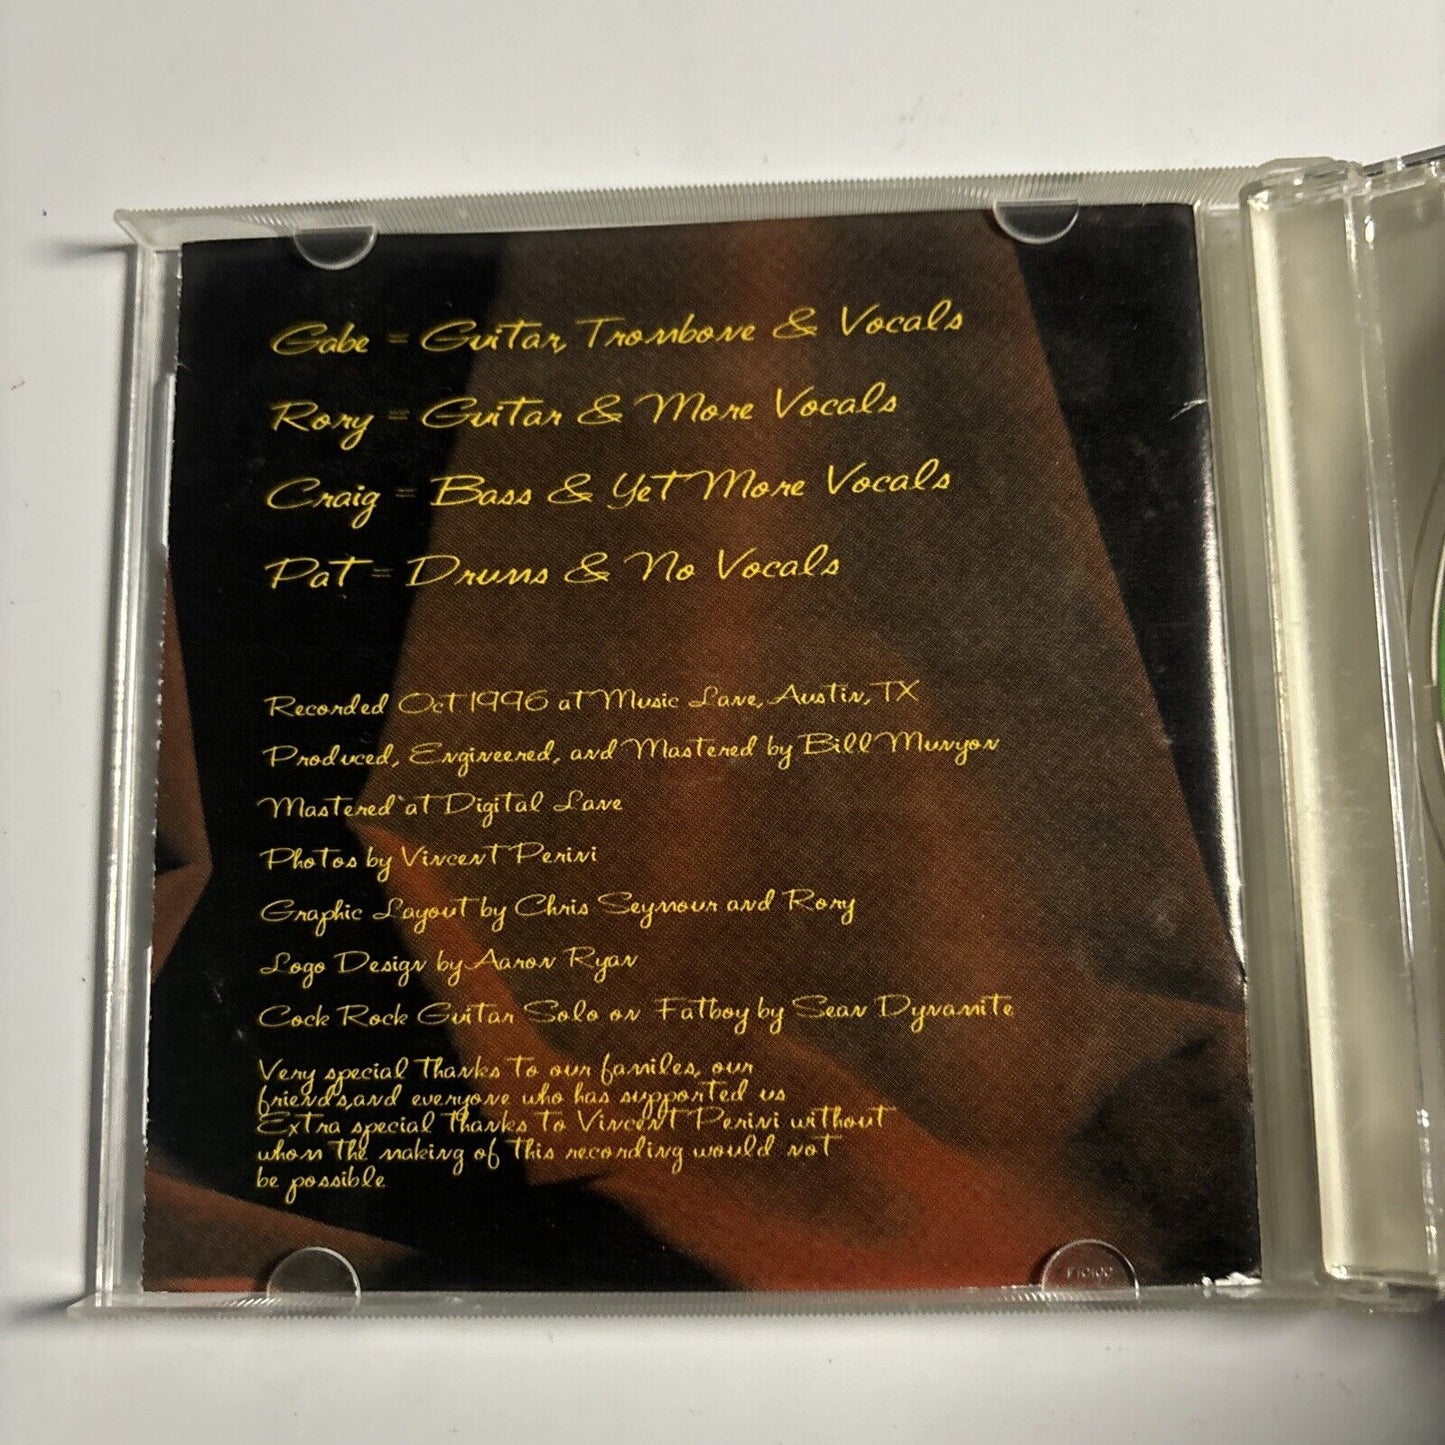 Gabe = Guitar, Trombone & Vocals
Rory = Guitar & More Vocals
Craig = Bass & Yet More Vocals
Pat = Drums & No Vocals
Recorded Oct 1996 at Music Lane, Austin, TX
Produced, Engineered, and Mastered by Bill Munyon
Mastered at Digital Lane
Photos by Vincent Perini
Graphic Layout by Chris Seymour and Rory
Logo Design by Aaron Ryan
Cock Rock Guitar Solo on Fatboy by Sean Dynamite
Very special thanks to our familes, our
friends,and everyone who has supported us
Extra special thanks to Vincent Perini without
whom the making of this recording would not
be possible